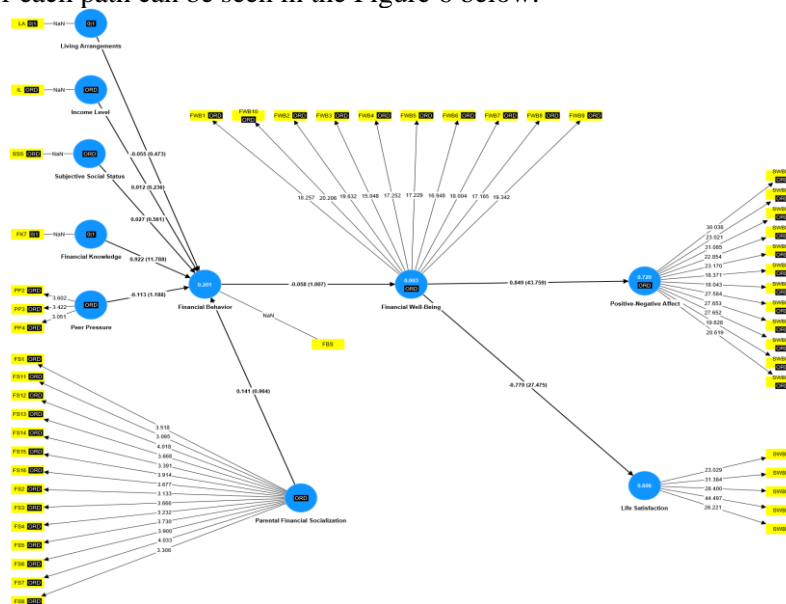 r each path can be seen in the Figure 6 below.
LA 0|1
NaN
0|1
Living Arrangements
IL ORD
NaN
ORD
Income Level
SSS ORD
NaN
ORD
Subjective Social Status
FK7 0|1
NaN
0|1
Financial Knowledge
PP2 ORD
PP3 ORD
PP4 ORD
3.602
3.422
3.051
ORD
Peer Pressure
-0.055 (0.473)
0.012 (0.239)
0.027 (0.581)
0.922 (11.788)
-0.113 (1.188)
0.201
Financial Behavior
NaN
FBS
0.141 (0.964)
FWB1 ORD
FWB10 ORD
FWB2 ORD
FWB3 ORD
FWB4 ORD
FWB5 ORD
FWB6 ORD
FWB7 ORD
FWB8 ORD
FWB9 ORD
18.257
20.206
19.632
15.048
17.252
17.229
16.948
18.004
17.165
19.342
-0.050 (1.007)
0.003
ORD
Financial Well-Being
0.849 (43.759)
-0.779 (27.475)
0.720
ORD
Positive-Negative Affect
30.038
23.021
31.085
22.854
23.170
18.371
18.043
27.584
27.653
27.652
19.828
20.619
0.606
Life Satisfaction
23.029
31.384
28.400
44.497
26.221
FS1 ORD
FS11 ORD
FS12 ORD
FS13 ORD
FS14 ORD
FS15 ORD
FS16 ORD
FS2 ORD
FS3 ORD
FS4 ORD
FS5 ORD
FS6 ORD
FS7 ORD
FS8 ORD
3.518
3.095
4.018
3.668
3.391
3.914
3.677
3.133
3.666
3.232
3.730
3.900
4.033
3.306
ORD
Parental Financial Socialization